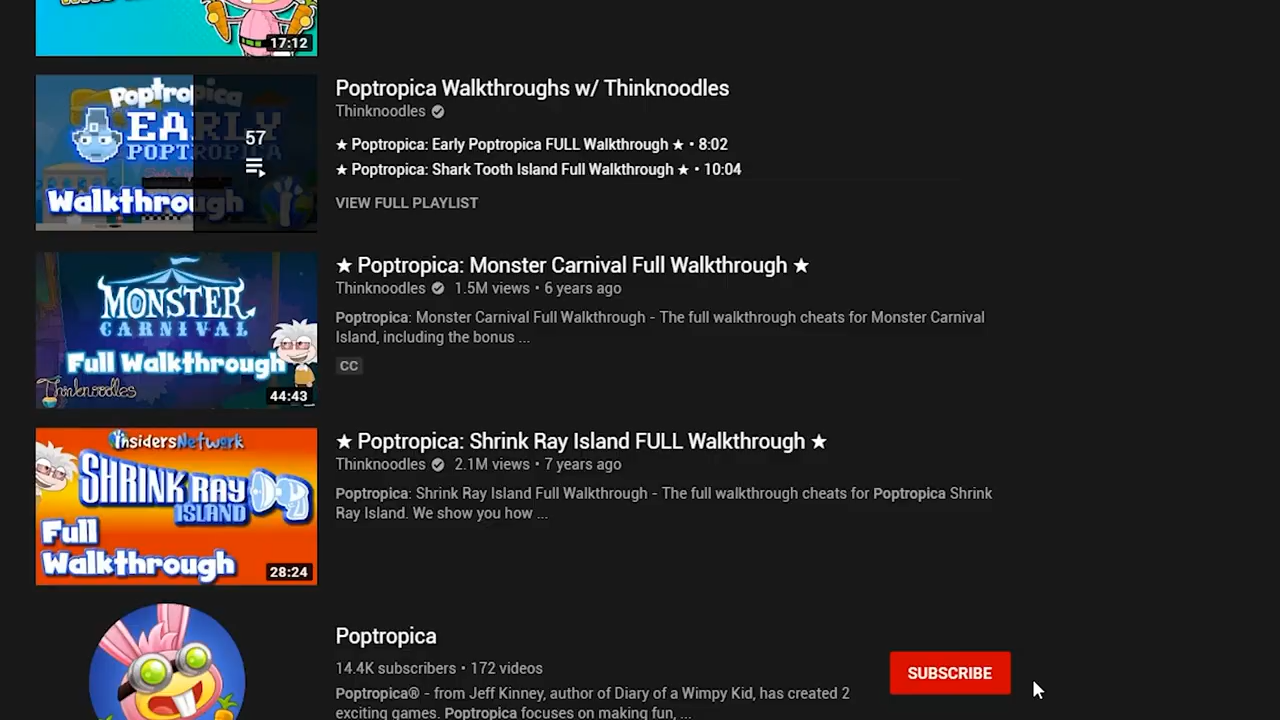 17:12
Poptropica
EARLY
POPTROPICA
Walkthrough
57
Poptropica Walkthroughs w/ Thinknoodles
Thinknoodles
★ Poptropica: Early Poptropica FULL Walkthrough ★ • 8:02
★ Poptropica: Shark Tooth Island Full Walkthrough ★ • 10:04
VIEW FULL PLAYLIST
MONSTER
CARNIVAL
Full Walkthrough
Thinknoodles
44:43
★ Poptropica: Monster Carnival Full Walkthrough ★
Thinknoodles 1.5M views • 6 years ago
Poptropica: Monster Carnival Full Walkthrough - The full walkthrough cheats for Monster Carnival
Island, including the bonus ...
CC
InsidersNetwork
SHRINK RAY
ISLAND
Full
Walkthrough
28:24
★ Poptropica: Shrink Ray Island FULL Walkthrough ★
Thinknoodles 2.1M views • 7 years ago
Poptropica: Shrink Ray Island Full Walkthrough - The full walkthrough cheats for Poptropica Shrink
Ray Island. We show you how ...
Poptropica
14.4K subscribers • 172 videos
Poptropica® - from Jeff Kinney, author of Diary of a Wimpy Kid, has created 2
exciting games. Poptropica focuses on making fun, ...
SUBSCRIBE